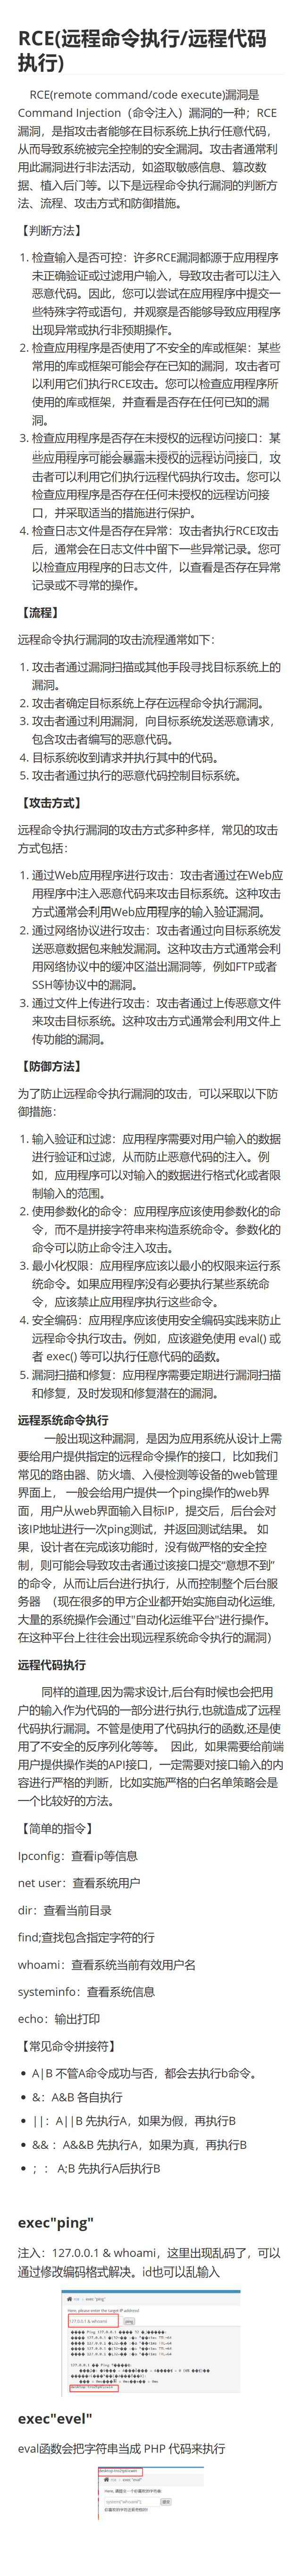 RCE(远程命令执行/远程代码
执行)
RCE(remote command/code execute)漏洞是
Command Injection（命令注入）漏洞的一种；RCE
漏洞，是指攻击者能够在目标系统上执行任意代码，
从而导致系统被完全控制的安全漏洞。攻击者通常利
用此漏洞进行非法活动，如盗取敏感信息、篡改数
据、植入后门等。以下是远程命令执行漏洞的判断方
法、流程、攻击方式和防御措施。
【判断方法】
1. 检查输入是否可控：许多RCE漏洞都源于应用程序
未正确验证或过滤用户输入，导致攻击者可以注入
恶意代码。因此，您可以尝试在应用程序中提交一
些特殊字符或语句，并观察是否能够导致应用程序
出现异常或执行非预期操作。
2. 检查应用程序是否使用了不安全的库或框架：某些
常用的库或框架可能会存在已知的漏洞，攻击者可
以利用它们执行RCE攻击。您可以检查应用程序所
使用的库或框架，并查看是否存在任何已知的漏
洞。
3. 检查应用程序是否存在未授权的远程访问接口：某
些应用程序可能会暴露未授权的远程访问接口，攻
击者可以利用它们执行远程代码执行攻击。您可以
检查应用程序是否存在任何未授权的远程访问接
口，并采取适当的措施进行保护。
4. 检查日志文件是否存在异常：攻击者执行RCE攻击
后，通常会在日志文件中留下一些异常记录。您可
以检查应用程序的日志文件，以查看是否存在异常
记录或不寻常的操作。
【流程】
远程命令执行漏洞的攻击流程通常如下：
1. 攻击者通过漏洞扫描或其他手段寻找目标系统上的
漏洞。
2. 攻击者确定目标系统上存在远程命令执行漏洞。
3. 攻击者通过利用漏洞，向目标系统发送恶意请求，
包含攻击者编写的恶意代码。
4. 目标系统收到请求并执行其中的代码。
5. 攻击者通过执行的恶意代码控制目标系统。
【攻击方式】
远程命令执行漏洞的攻击方式多种多样，常见的攻击
方式包括：
1. 通过Web应用程序进行攻击：攻击者通过在Web应
用程序中注入恶意代码来攻击目标系统。这种攻击
方式通常会利用Web应用程序的输入验证漏洞。
2. 通过网络协议进行攻击：攻击者通过向目标系统发
送恶意数据包来触发漏洞。这种攻击方式通常会利
用网络协议中的缓冲区溢出漏洞等，例如FTP或者
SSH等协议中的漏洞。
3. 通过文件上传进行攻击：攻击者通过上传恶意文件
来攻击目标系统。这种攻击方式通常会利用文件上
传功能的漏洞。
【防御方法】
为了防止远程命令执行漏洞的攻击，可以采取以下防
御措施：
1. 输入验证和过滤：应用程序需要对用户输入的数据
进行验证和过滤，从而防止恶意代码的注入。例
如，应用程序可以对输入的数据进行格式化或者限
制输入的范围。
2. 使用参数化的命令：应用程序应该使用参数化的命
令，而不是拼接字符串来构造系统命令。参数化的
命令可以防止命令注入攻击。
3. 最小化权限：应用程序应该以最小的权限来运行系
统命令。如果应用程序没有必要执行某些系统命
令，应该禁止应用程序执行这些命令。
4. 安全编码：应用程序应该使用安全编码实践来防止
远程命令执行攻击。例如，应该避免使用 eval() 或
者 exec() 等可以执行任意代码的函数。
5. 漏洞扫描和修复：应用程序需要定期进行漏洞扫描
和修复，及时发现和修复潜在的漏洞。
远程系统命令执行
一般出现这种漏洞，是因为应用系统从设计上需
要给用户提供指定的远程命令操作的接口，比如我们
常见的路由器、防火墙、入侵检测等设备的web管理
界面上， 一般会给用户提供一个ping操作的web界
面，用户从web界面输入目标IP，提交后，后台会对
该IP地址进行一次ping测试，并返回测试结果。 如
果，设计者在完成该功能时，没有做严格的安全控
制，则可能会导致攻击者通过该接口提交“意想不到”
的命令，从而让后台进行执行，从而控制整个后台服
务器 （现在很多的甲方企业都开始实施自动化运维,
大量的系统操作会通过"自动化运维平台"进行操作。
在这种平台上往往会出现远程系统命令执行的漏洞）
远程代码执行
同样的道理,因为需求设计,后台有时候也会把用
户的输入作为代码的一部分进行执行,也就造成了远程
代码执行漏洞。不管是使用了代码执行的函数,还是使
用了不安全的反序列化等等。 因此，如果需要给前端
用户提供操作类的API接口，一定需要对接口输入的内
容进行严格的判断，比如实施严格的白名单策略会是
一个比较好的方法。
【简单的指令】
Ipconfig：查看ip等信息
net user：查看系统用户
dir：查看当前目录
find;查找包含指定字符的行
whoami：查看系统当前有效用户名
systeminfo：查看系统信息
echo：输出打印
【常见命令拼接符】
• A|B 不管A命令成功与否，都会去执行b命令。
• &：A&B 各自执行
• ||：A||B 先执行A，如果为假，再执行B
• &&：A&&B 先执行A，如果为真，再执行B
• ；： A;B 先执行A后执行B
exec"ping"
注入：127.0.0.1 & whoami，这里出现乱码了，可以
通过修改编码格式解决。id也可以乱输入
rce
exec "ping"
Here, please enter the target IP address!
127.0.0.1 & whoami
ping
exec"evel"
eval函数会把字符串当成 PHP 代码来执行
rce
exec "eval"
Here, 请提交一个你喜欢的字符串:
system("whoami");
提交
你喜欢的字符还挺奇怪的!